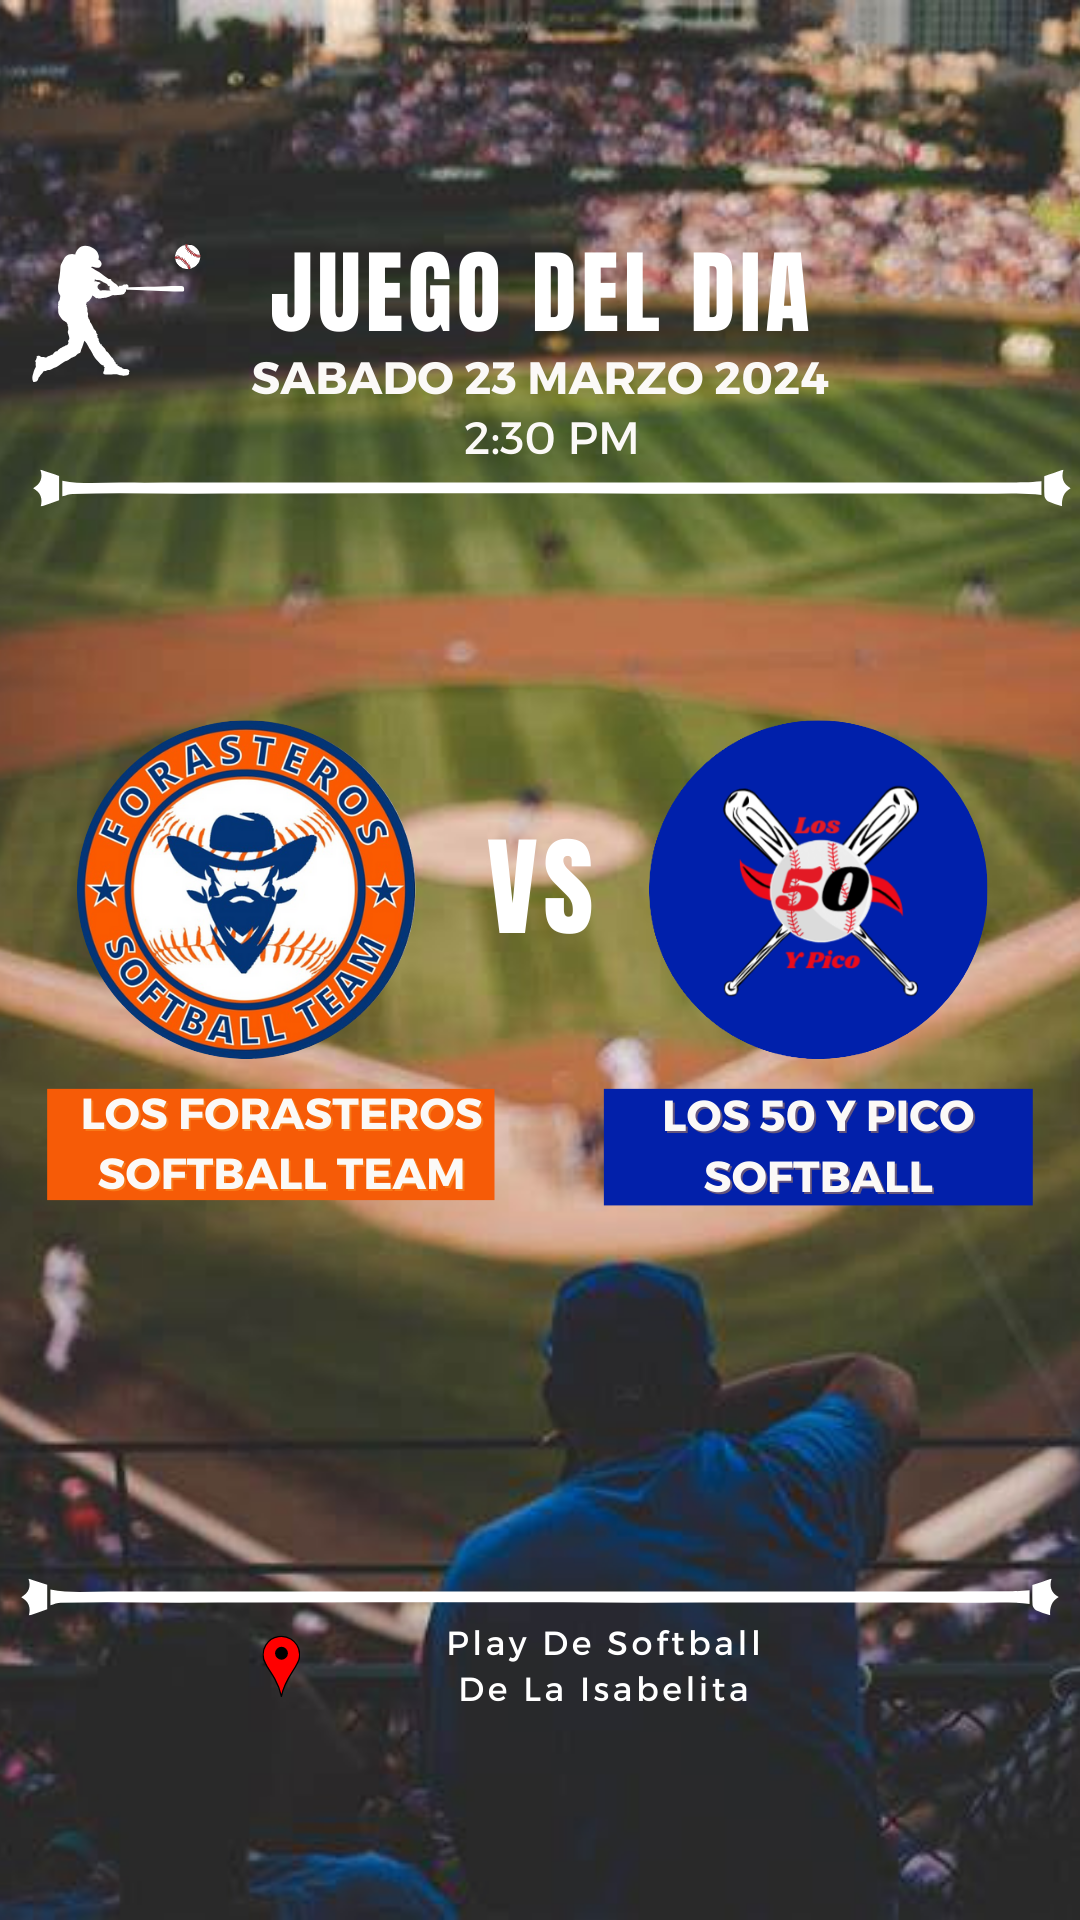 JUEGO DEL DIA
SABADO 23 MARZO 2024
2:30 PM
FORASTEROS
SOFTBALL TEAM
VS
Los
50
Y Pico
LOS FORASTEROS
SOFTBALL TEAM
LOS 50 Y PICO
SOFTBALL
Play De Softball
De La Isabelita